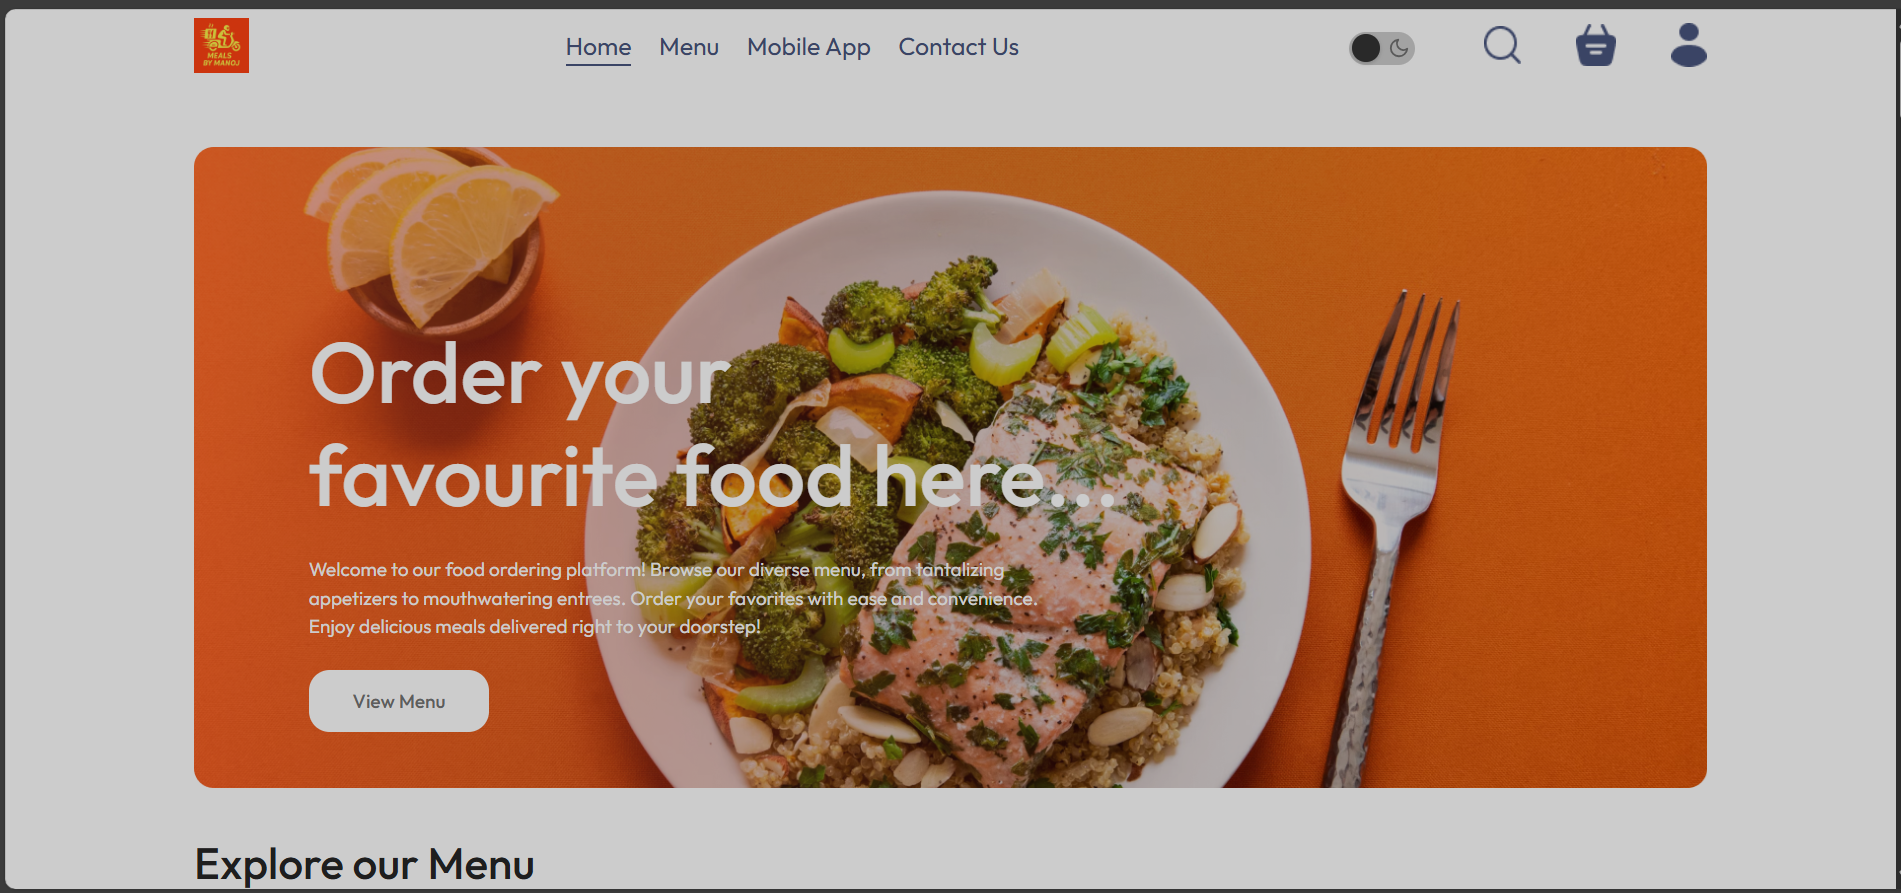 MEALS
BY MANOJ
Home
Menu
Mobile App
Contact Us
Order your
favourite food here...
Welcome to our food ordering platform! Browse our diverse menu, from tantalizing
appetizers to mouthwatering entrees. Order your favorites with ease and convenience.
Enjoy delicious meals delivered right to your doorstep!
View Menu
Explore our Menu